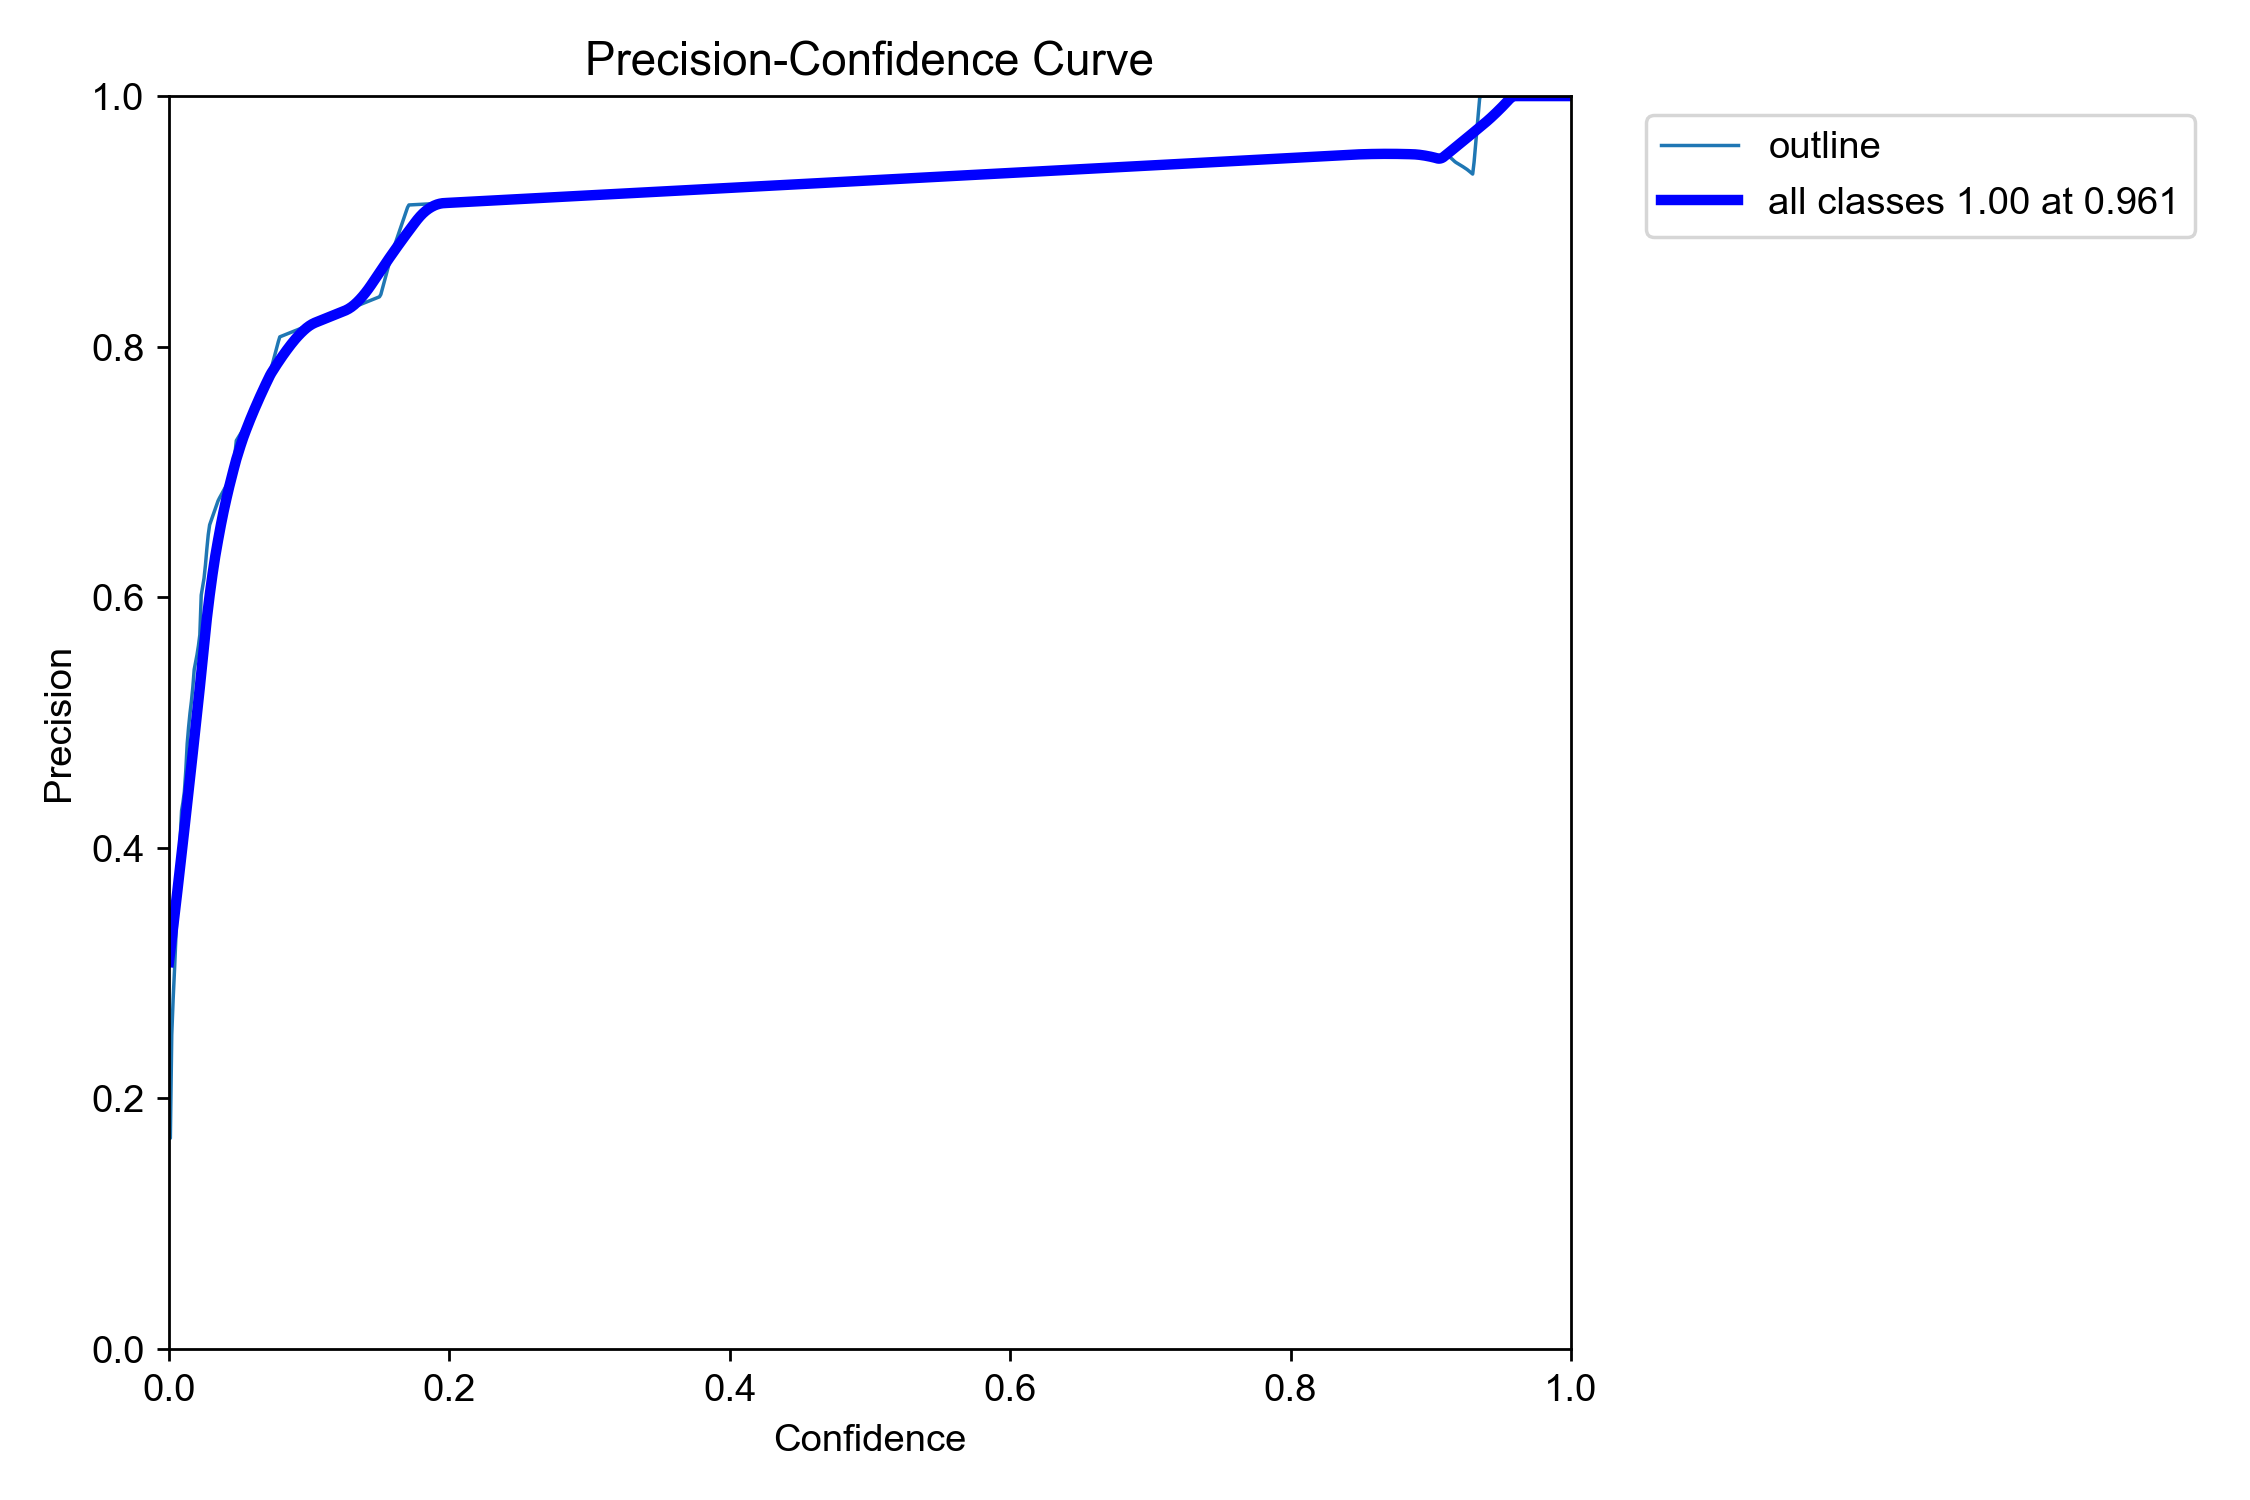 Precision-Confidence Curve
outline
all classes 1.00 at 0.961
Precision
1.0
0.8
0.6
0.4
0.2
0.0
0.0 0.2 0.4 0.6 0.8 1.0
Confidence